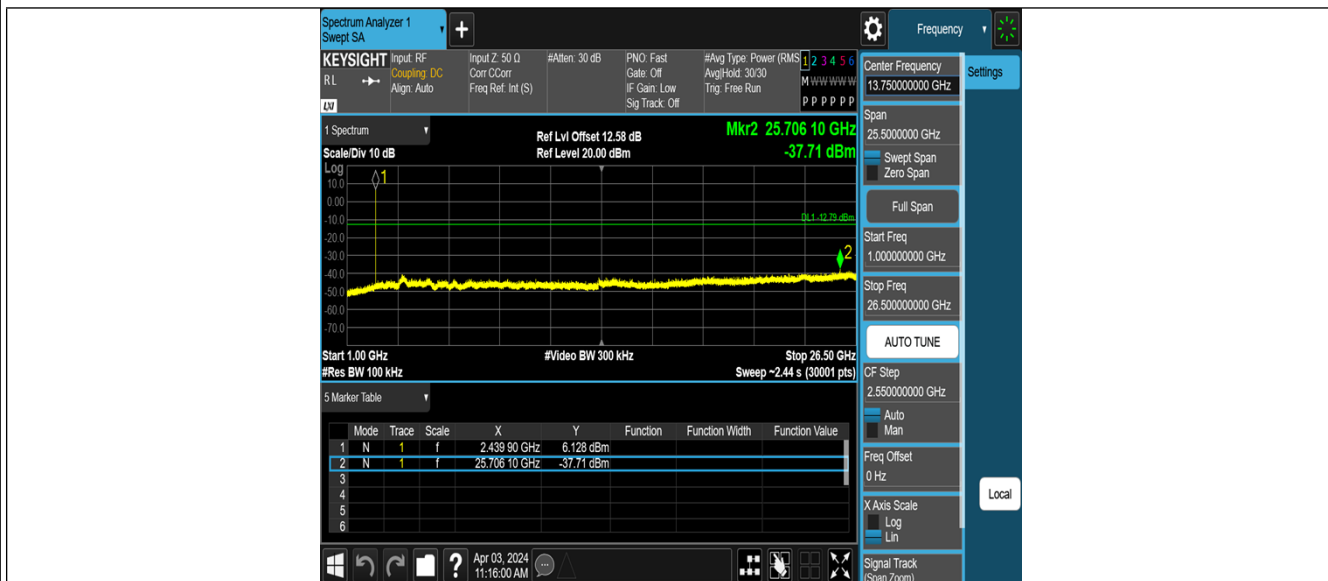 Spectrum Analyzer 1
Swept SA
+
Frequency
KEYSIGHT Input: RF Input Z: 50 Ω #Atten: 30 dB PNO: Fast #Avg Type: Power (RMS 1 2 3 4 5 6
RL Coupling: DC Corr CCorr Gate: Off Avg|Hold: 30/30 M W W W W W
Align: Auto Freq Ref: Int (S) IF Gain: Low Trig: Free Run
LXI Sig Track: Off P P P P P P
1 Spectrum
Ref Lvl Offset 12.58 dB Mkr2 25.706 10 GHz
Scale/Div 10 dB Ref Level 20.00 dBm -37.71 dBm
Log
1
10.0
0.00
-10.0
DL1 -12.79 dBm
-20.0
-30.0
2
-40.0
-50.0
-60.0
-70.0
Start 1.00 GHz #Video BW 300 kHz Stop 26.50 GHz
#Res BW 100 kHz Sweep ~2.44 s (30001 pts)
5 Marker Table
Mode Trace Scale X Y Function Function Width Function Value
1 N 1 f 2.439 90 GHz 6.128 dBm
2 N 1 f 25.706 10 GHz -37.71 dBm
3
4
5
6
? Apr 03, 2024
11:16:00 AM
Center Frequency
13.750000000 GHz
Span
25.5000000 GHz
Swept Span
Zero Span
Full Span
Start Freq
1.000000000 GHz
Stop Freq
26.500000000 GHz
AUTO TUNE
CF Step
2.550000000 GHz
Auto
Man
Freq Offset
0 Hz
X Axis Scale
Log
Lin
Signal Track
(Span Zoom)
Settings
Local